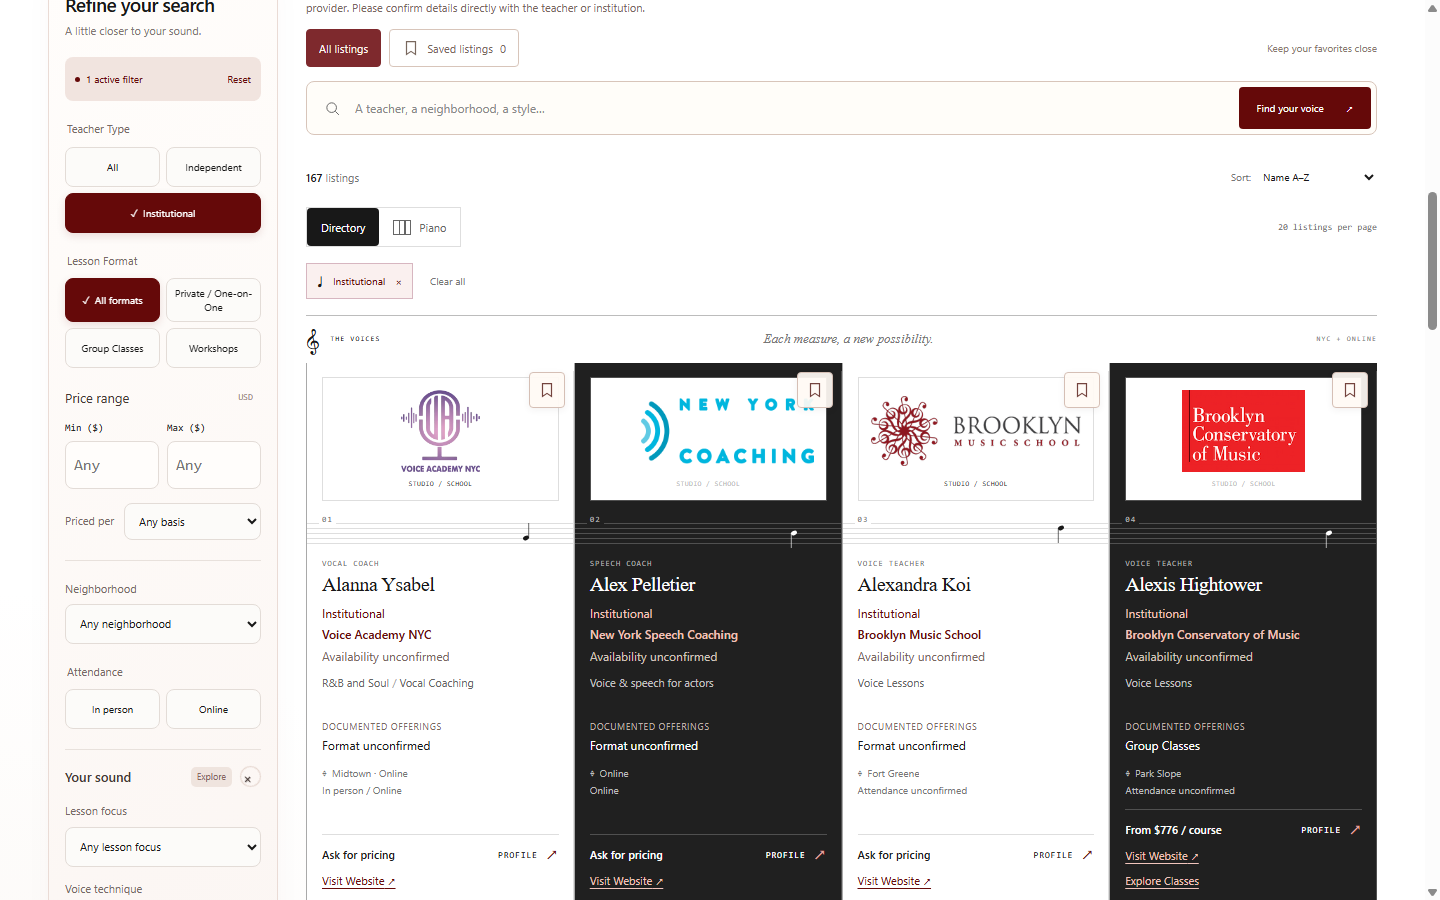 Refine your search
A little closer to your sound.
1 active filter
Reset
Teacher Type
All
Independent
✓ Institutional
Lesson Format
✓ All formats
Private / One-on-
One
Group Classes
Workshops
Price range
USD
Min ($)
Max ($)
Any
Any
Priced per
Any basis
Neighborhood
Any neighborhood
Attendance
In person
Online
Your sound
Explore
×
Lesson focus
Any lesson focus
Voice technique
provider. Please confirm details directly with the teacher or institution.
All listings
Saved listings 0
Keep your favorites close
A teacher, a neighborhood, a style...
Find your voice ↗
167 listings
Sort: Name A–Z
Directory
Piano
20 listings per page
Institutional ×
Clear all
THE VOICES
Each measure, a new possibility.
NYC + ONLINE
VOICE ACADEMY NYC
STUDIO / SCHOOL
01
VOCAL COACH
Alanna Ysabel
Institutional
Voice Academy NYC
Availability unconfirmed
R&B and Soul / Vocal Coaching
DOCUMENTED OFFERINGS
Format unconfirmed
Midtown · Online
In person / Online
Ask for pricing
PROFILE ↗
Visit Website ↗
NEW YORK
COACHING
STUDIO / SCHOOL
02
SPEECH COACH
Alex Pelletier
Institutional
New York Speech Coaching
Availability unconfirmed
Voice & speech for actors
DOCUMENTED OFFERINGS
Format unconfirmed
Online
Online
Ask for pricing
PROFILE ↗
Visit Website ↗
BROOKLYN
MUSIC SCHOOL
STUDIO / SCHOOL
03
VOICE TEACHER
Alexandra Koi
Institutional
Brooklyn Music School
Availability unconfirmed
Voice Lessons
DOCUMENTED OFFERINGS
Format unconfirmed
Fort Greene
Attendance unconfirmed
Ask for pricing
PROFILE ↗
Visit Website ↗
Brooklyn
Conservatory
of Music
STUDIO / SCHOOL
04
VOICE TEACHER
Alexis Hightower
Institutional
Brooklyn Conservatory of Music
Availability unconfirmed
Voice Lessons
DOCUMENTED OFFERINGS
Group Classes
Park Slope
Attendance unconfirmed
From $776 / course
PROFILE ↗
Visit Website ↗
Explore Classes